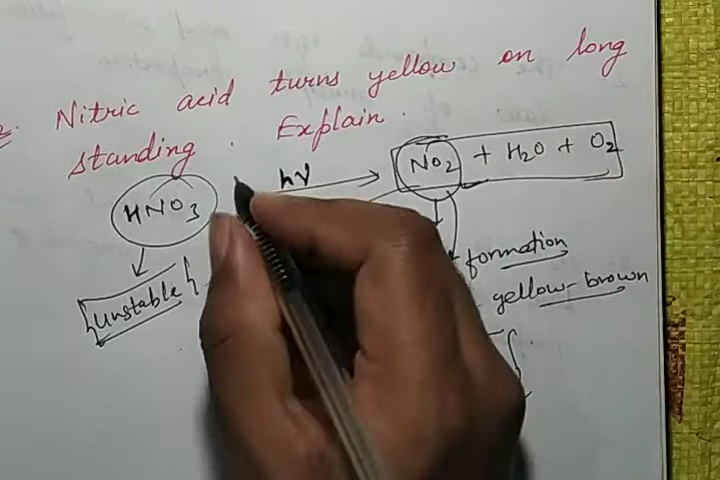 Nitric acid turns yellow on long
standing. Explain.
HNO3 hν → NO2 + H2O + O2
formation
{unstable}
yellow-brown